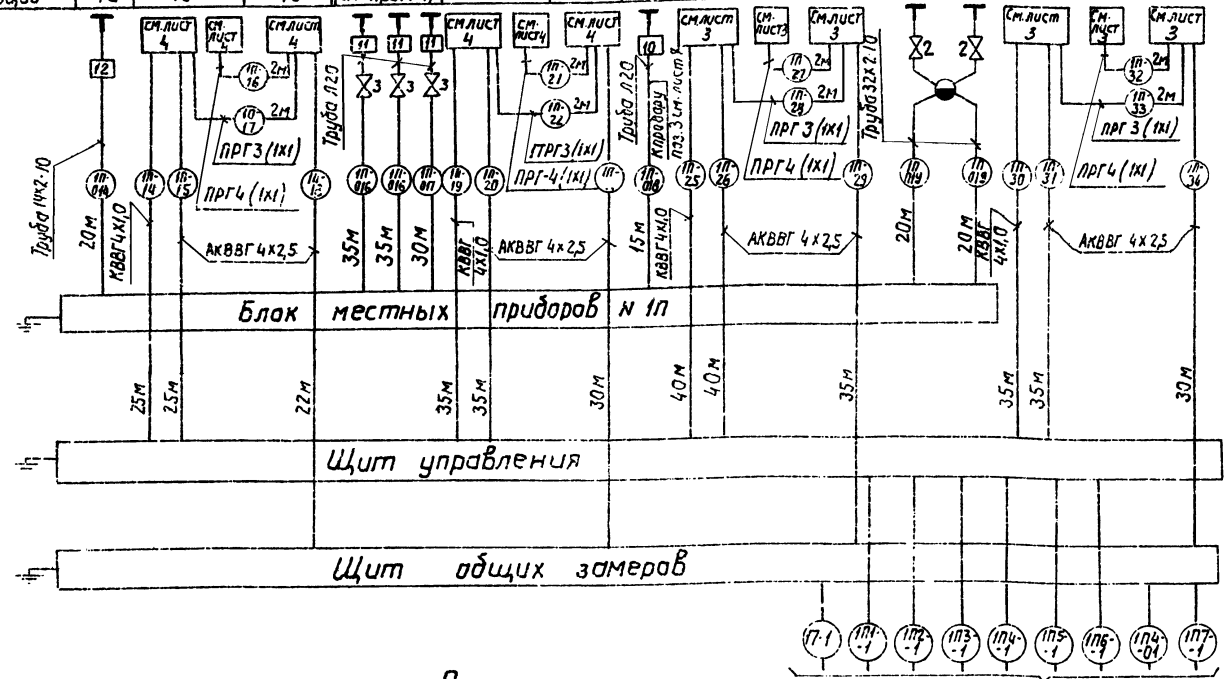 см.лист 4
см. лист 4
см.лист 4
11
11
11
см.лист 4
см. лист 4
см.лист 4
10
см.лист 3
см. лист 3
см.лист 3
2
2
см.лист 3
см.лист 3
12
1П-16
2м
3
3
3
1П-21
2м
1П-27
2м
1П-32
2м
2м
1П-22
2м
1П-28
2м
1П-33
2м
Труба Л20
Труба Л20
К прибору
поз.3 см.лист
Труба 32х2-10
ПРГ3 (1х1)
ПРГ3 (1х1)
ПРГ3 (1х1)
ПРГ3 (1х1)
ПРГ4 (1х1)
ПРГ-4 (1х1)
ПРГ4 (1х1)
ПРГ4 (1х1)
Труба 14х2-10
1П-014
1П-14
1П-15
1П-016
1П-016
1П-017
1П-19
1П-20
1П-25
1П-26
1П-29
1П-019
1П-30
1П-31
1П-34
20м
КВВГ4х1,0
АКВВГ 4х2,5
35м
35м
30м
КВВГ 4х1,0
АКВВГ 4х2,5
15м
КВВГ4х1,0
АКВВГ 4х2,5
20м
20м
КВВГ 4х1,0
АКВВГ 4х2,5
Блок местных приборов N 1П
25м
25м
22м
35м
35м
30м
40м
40м
35м
35м
35м
30м
Щит управления
Щит общих замеров
П-1
1П1-1
1П2-1
1П3-1
1П4-1
1П5-1
1П6-1
1П4-01
1П7-1